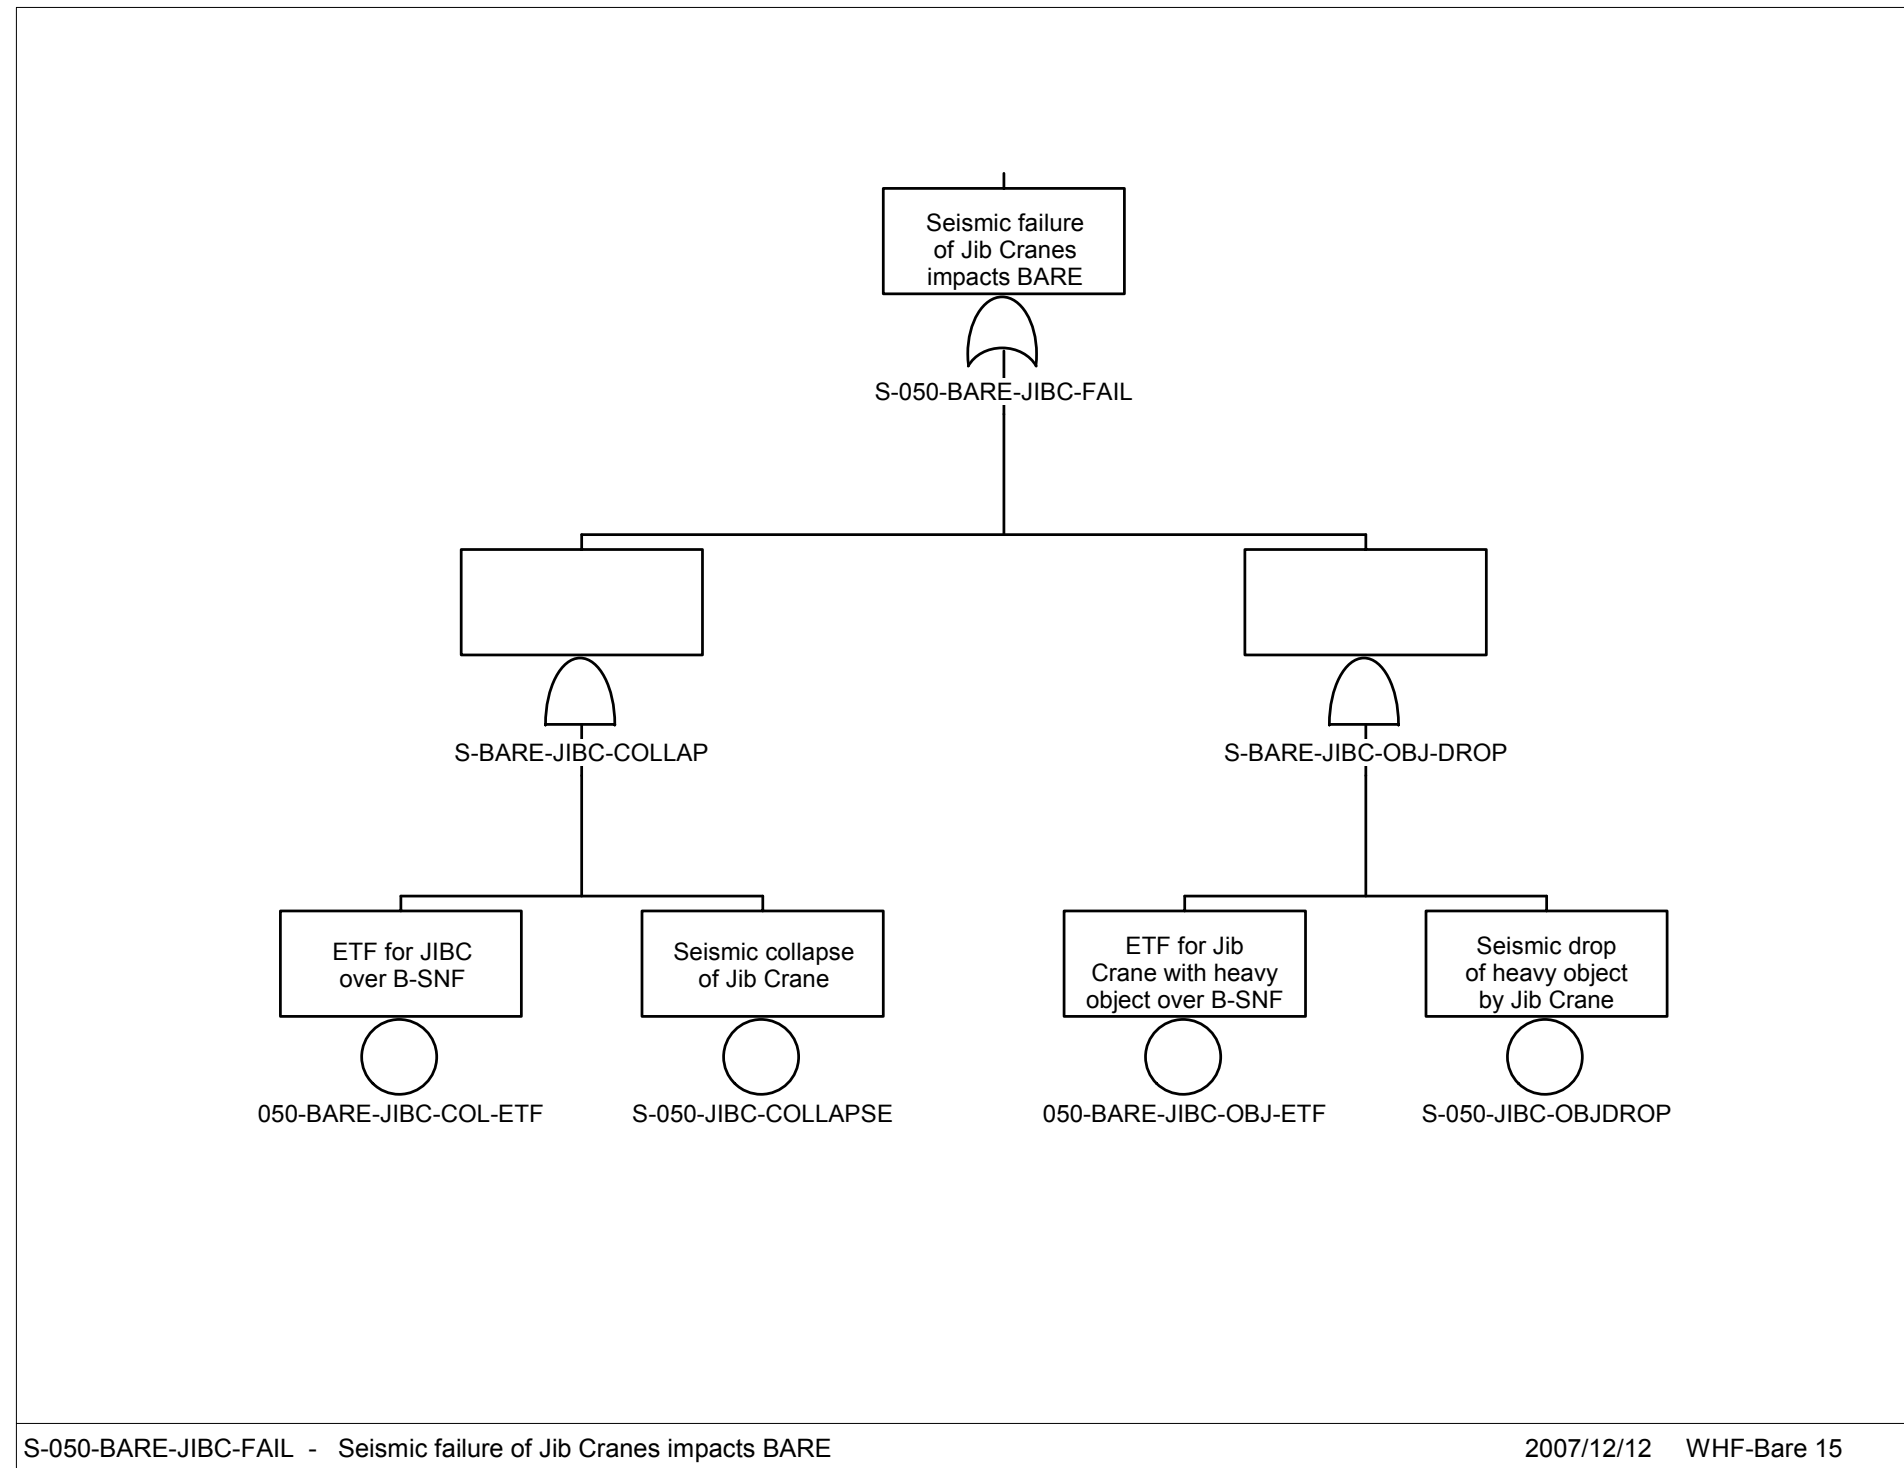 Seismic failure
of Jib Cranes
impacts BARE
S-050-BARE-JIBC-FAIL
S-BARE-JIBC-COLLAP
S-BARE-JIBC-OBJ-DROP
ETF for JIBC
over B-SNF
050-BARE-JIBC-COL-ETF
Seismic collapse
of Jib Crane
S-050-JIBC-COLLAPSE
ETF for Jib
Crane with heavy
object over B-SNF
050-BARE-JIBC-OBJ-ETF
Seismic drop
of heavy object
by Jib Crane
S-050-JIBC-OBJDROP
S-050-BARE-JIBC-FAIL - Seismic failure of Jib Cranes impacts BARE
2007/12/12 WHF-Bare 15